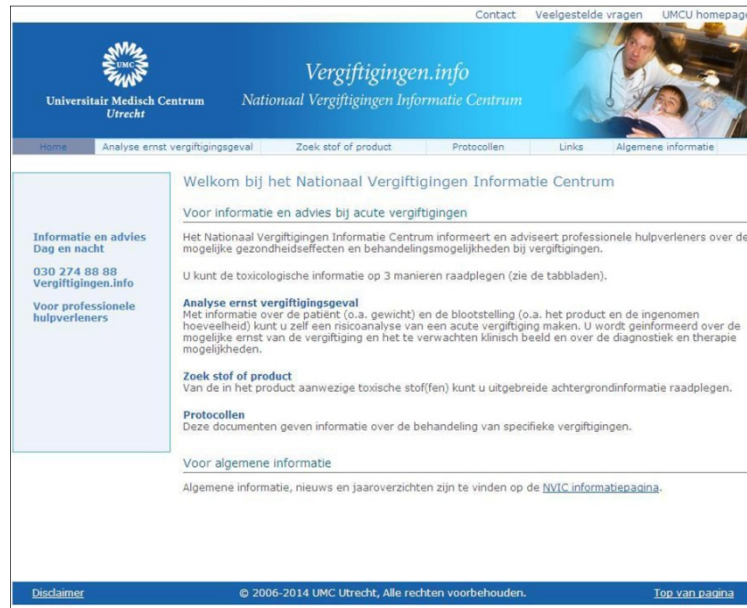 Contact Veelgestelde vragen UMCU homepage
UMC
Universitair Medisch Centrum
Utrecht
Vergiftigingen.info
Nationaal Vergiftigingen Informatie Centrum
Home Analyse ernst vergiftigingsgeval Zoek stof of product Protocollen Links Algemene informatie
Informatie en advies
Dag en nacht
030 274 88 88
Vergiftigingen.info
Voor professionele
hulpverleners
Welkom bij het Nationaal Vergiftigingen Informatie Centrum
Voor informatie en advies bij acute vergiftigingen
Het Nationaal Vergiftigingen Informatie Centrum informeert en adviseert professionele hulpverleners over de
mogelijke gezondheidseffecten en behandelingsmogelijkheden bij vergiftigingen.
U kunt de toxicologische informatie op 3 manieren raadplegen (zie de tabbladen).
Analyse ernst vergiftigingsgeval
Met informatie over de patiënt (o.a. gewicht) en de blootstelling (o.a. het product en de ingenomen
hoeveelheid) kunt u zelf een risicoanalyse van een acute vergiftiging maken. U wordt geinformeerd over de
mogelijke ernst van de vergiftiging en het te verwachten klinisch beeld en over de diagnostiek en therapie
mogelijkheden.
Zoek stof of product
Van de in het product aanwezige toxische stof(fen) kunt u uitgebreide achtergrondinformatie raadplegen.
Protocollen
Deze documenten geven informatie over de behandeling van specifieke vergiftigingen.
Voor algemene informatie
Algemene informatie, nieuws en jaaroverzichten zijn te vinden op de NVIC informatiepagina.
Disclaimer © 2006-2014 UMC Utrecht, Alle rechten voorbehouden. Top van pagina